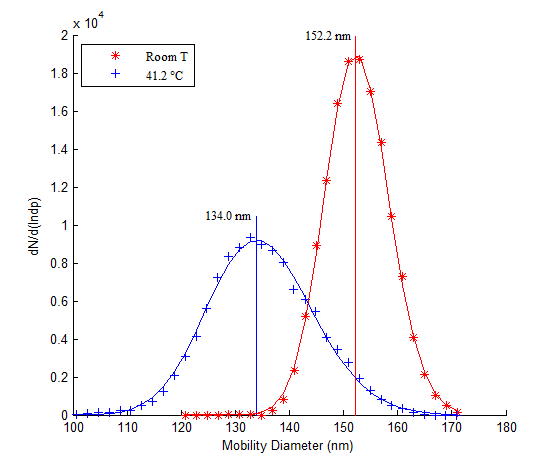 x 10⁴
2
1.8
1.6
1.4
1.2
1
0.8
0.6
0.4
0.2
0
dN/d(lndp)
Room T
41.2 °C
152.2 nm
134.0 nm
100 110 120 130 140 150 160 170 180
Mobility Diameter (nm)